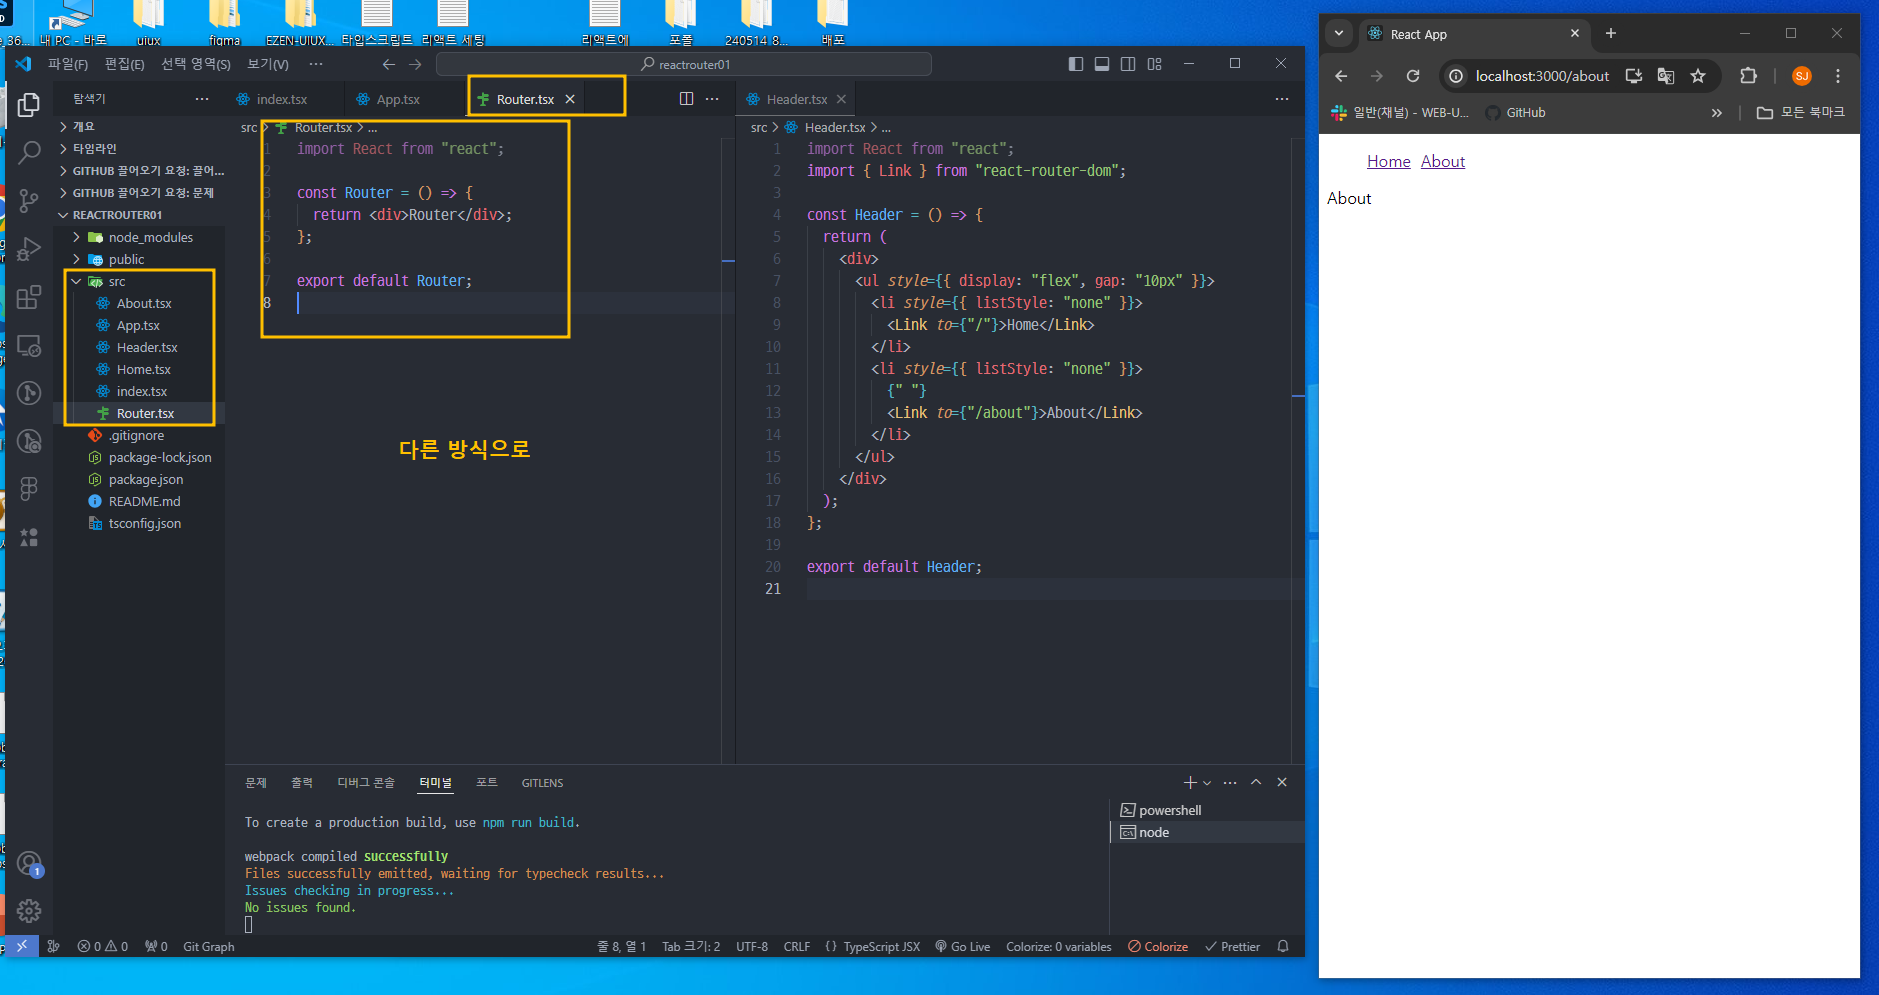 내 PC - 바로
uiux
figma
EZEN-UIUX...
타입스크립트
리액트 세팅
리액트에
포폴
240514_8...
배포
파일(F)
편집(E)
선택 영역(S)
보기(V)
reactrouter01
탐색기
index.tsx
App.tsx
Router.tsx
Header.tsx
개요
타임라인
GITHUB 끌어오기 요청: 끌어...
GITHUB 끌어오기 요청: 문제
REACTROUTER01
node_modules
public
src
About.tsx
App.tsx
Header.tsx
Home.tsx
index.tsx
Router.tsx
.gitignore
package-lock.json
package.json
README.md
tsconfig.json
src > Router.tsx > ...
1 import React from "react";
2
3 const Router = () => {
4 return <div>Router</div>;
5 };
6
7 export default Router;
8
다른 방식으로
src > Header.tsx > ...
1 import React from "react";
2 import { Link } from "react-router-dom";
3
4 const Header = () => {
5 return (
6 <div>
7 <ul style={{ display: "flex", gap: "10px" }}>
8 <li style={{ listStyle: "none" }}>
9 <Link to={"/"}>Home</Link>
10 </li>
11 <li style={{ listStyle: "none" }}>
12 {" "}
13 <Link to={"/about"}>About</Link>
14 </li>
15 </ul>
16 </div>
17 );
18 };
19
20 export default Header;
21
문제
출력
디버그 콘솔
터미널
포트
GITLENS
To create a production build, use npm run build.
webpack compiled successfully
Files successfully emitted, waiting for typecheck results...
Issues checking in progress...
No issues found.
powershell
node
1
0 0
0
Git Graph
줄 8, 열 1
Tab 크기: 2
UTF-8
CRLF
{ } TypeScript JSX
Go Live
Colorize: 0 variables
Colorize
Prettier
React App
localhost:3000/about
SJ
일반(채널) - WEB-U...
GitHub
모든 북마크
Home About
About